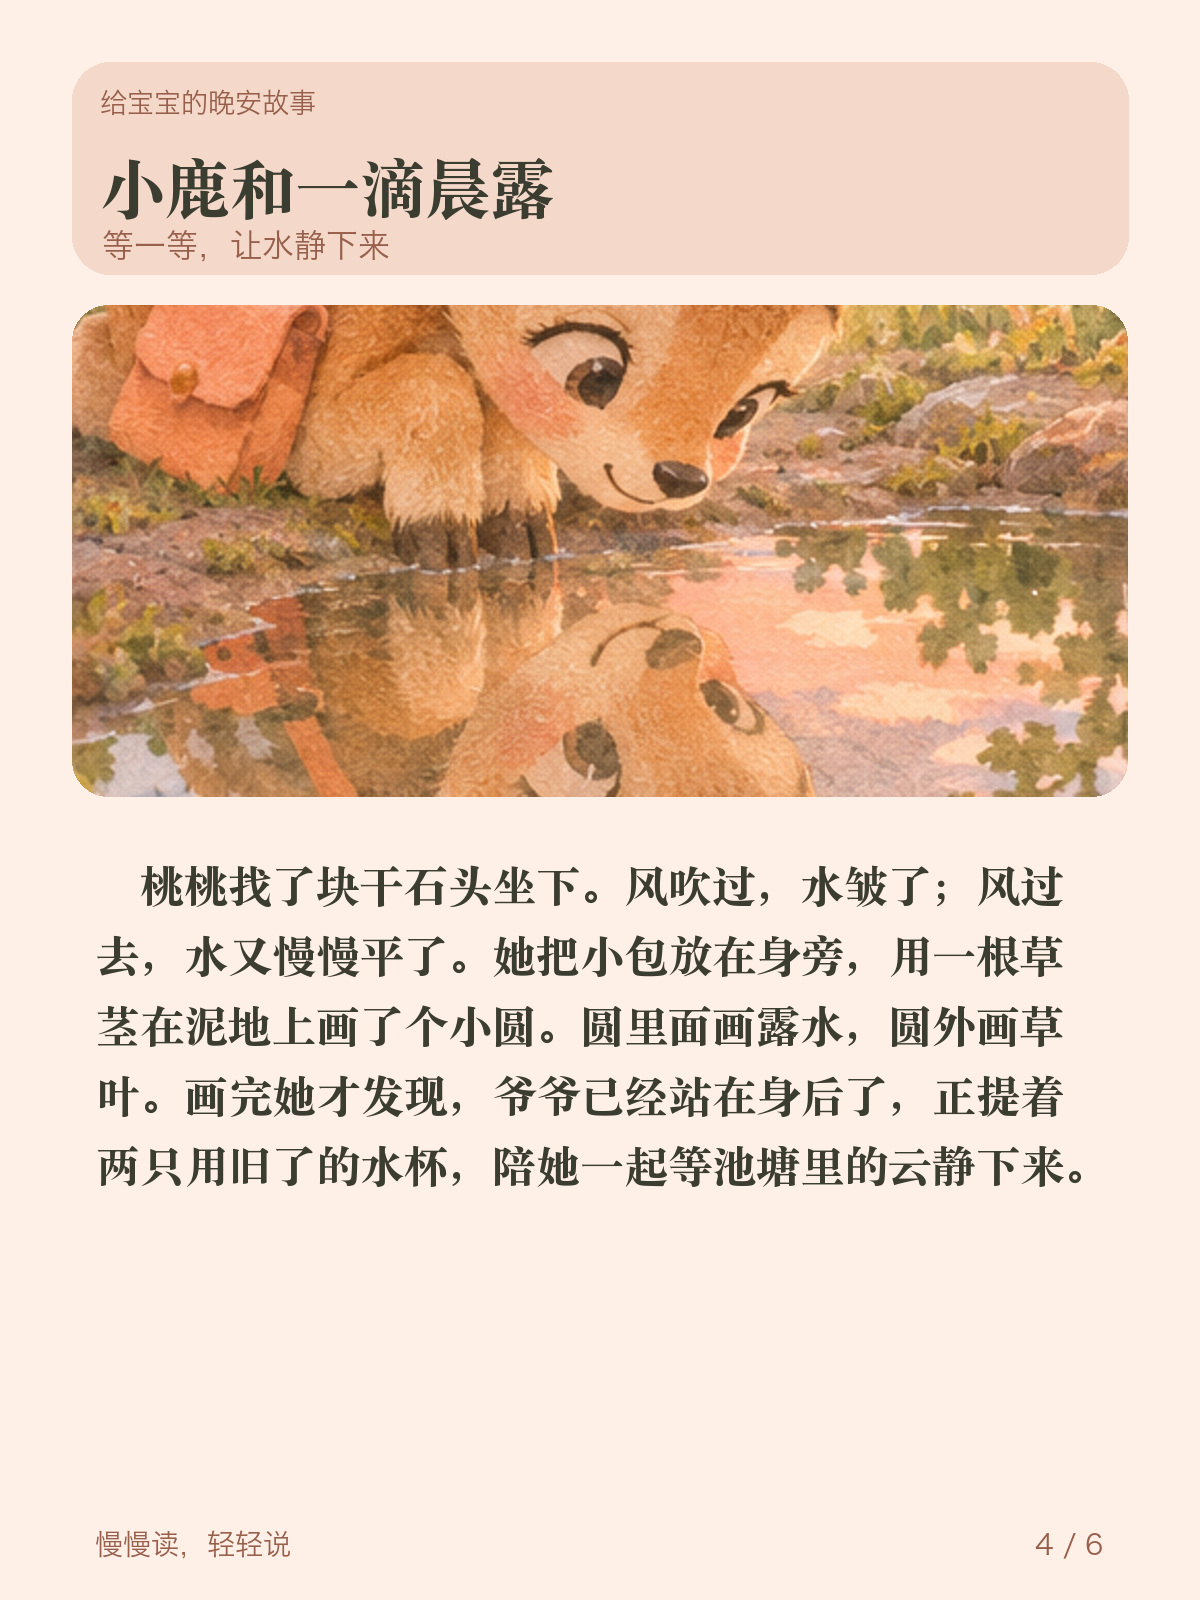 给宝宝的晚安故事
小鹿和一滴晨露
等一等，让水静下来
桃桃找了块干石头坐下。风吹过，水皱了；风过
去，水又慢慢平了。她把小包放在身旁，用一根草
茎在泥地上画了个小圆。圆里面画露水，圆外画草
叶。画完她才发现，爷爷已经站在身后了，正提着
两只用旧了的水杯，陪她一起等池塘里的云静下来。
慢慢读，轻轻说
4 / 6